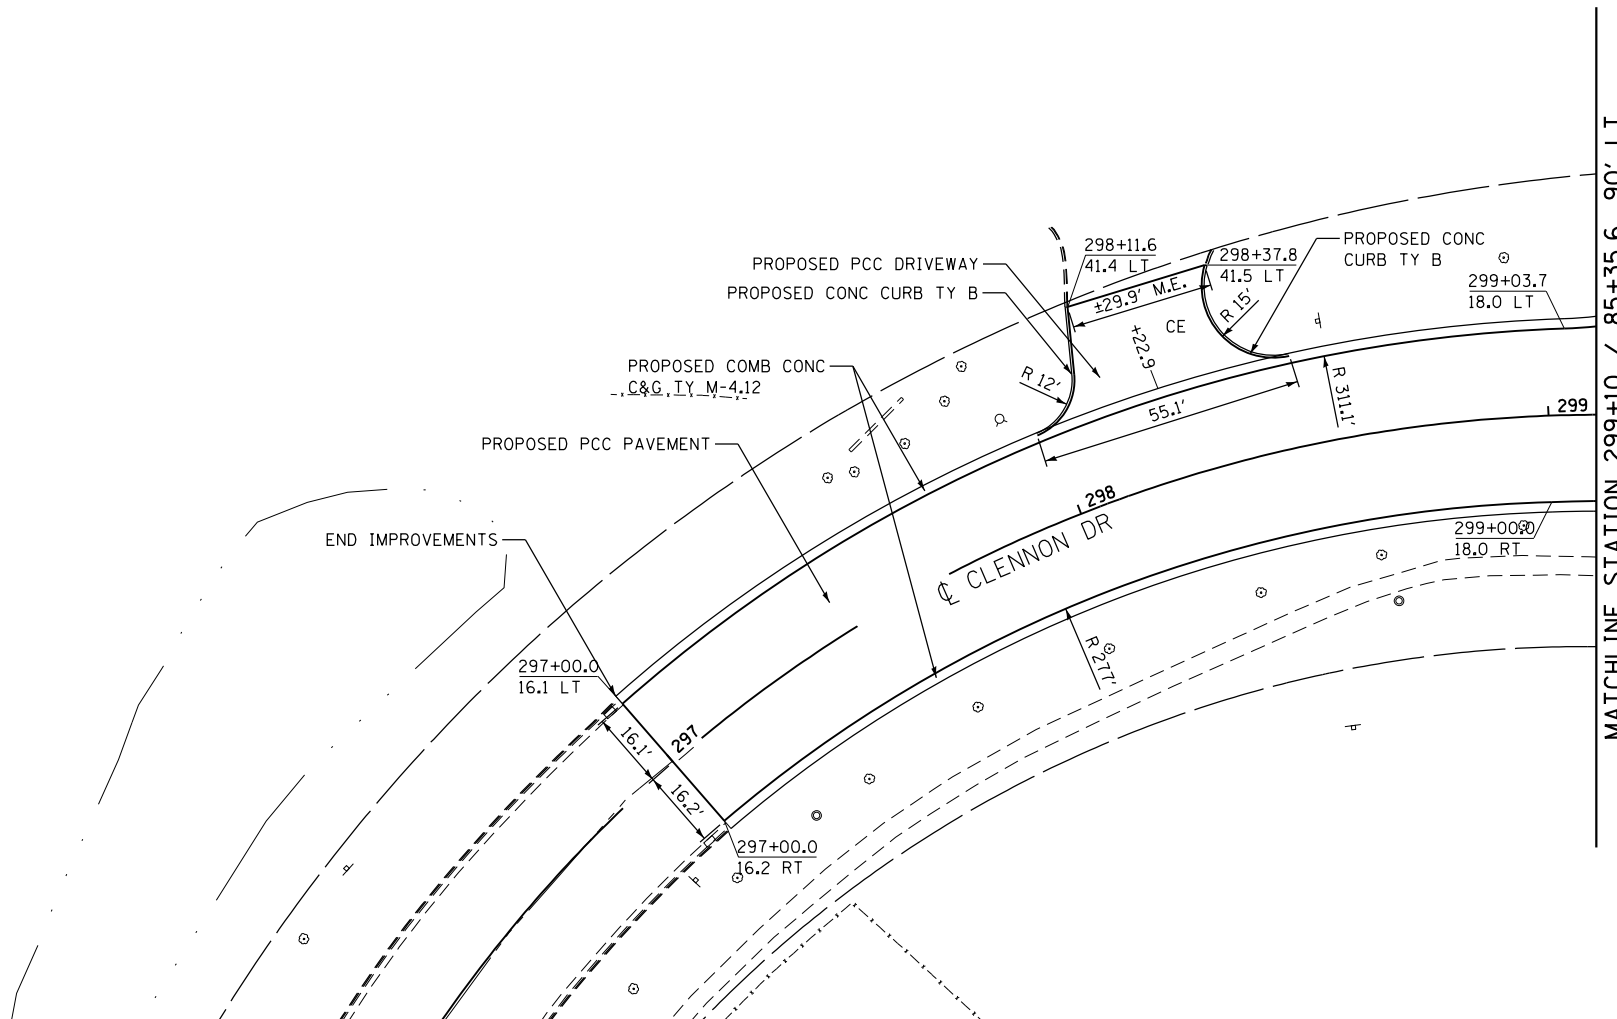 298+11.6
41.4 LT
PROPOSED CONC
CURB TY B
298+37.8
41.5 LT
PROPOSED PCC DRIVEWAY
PROPOSED CONC CURB TY B
±29.9' M.E.
R 15'
299+03.7
18.0 LT
CE
+22.9
PROPOSED COMB CONC
C&G TY M-4.12
R 12'
R 311.1'
55.1'
299
PROPOSED PCC PAVEMENT
298
℄ CLENNON DR
299+00.0
18.0 RT
END IMPROVEMENTS
R 277'
297+00.0
16.1 LT
297
16.1'
16.2'
297+00.0
16.2 RT
MATCHLINE STATION 299+10 / 85+35.6 90' LT